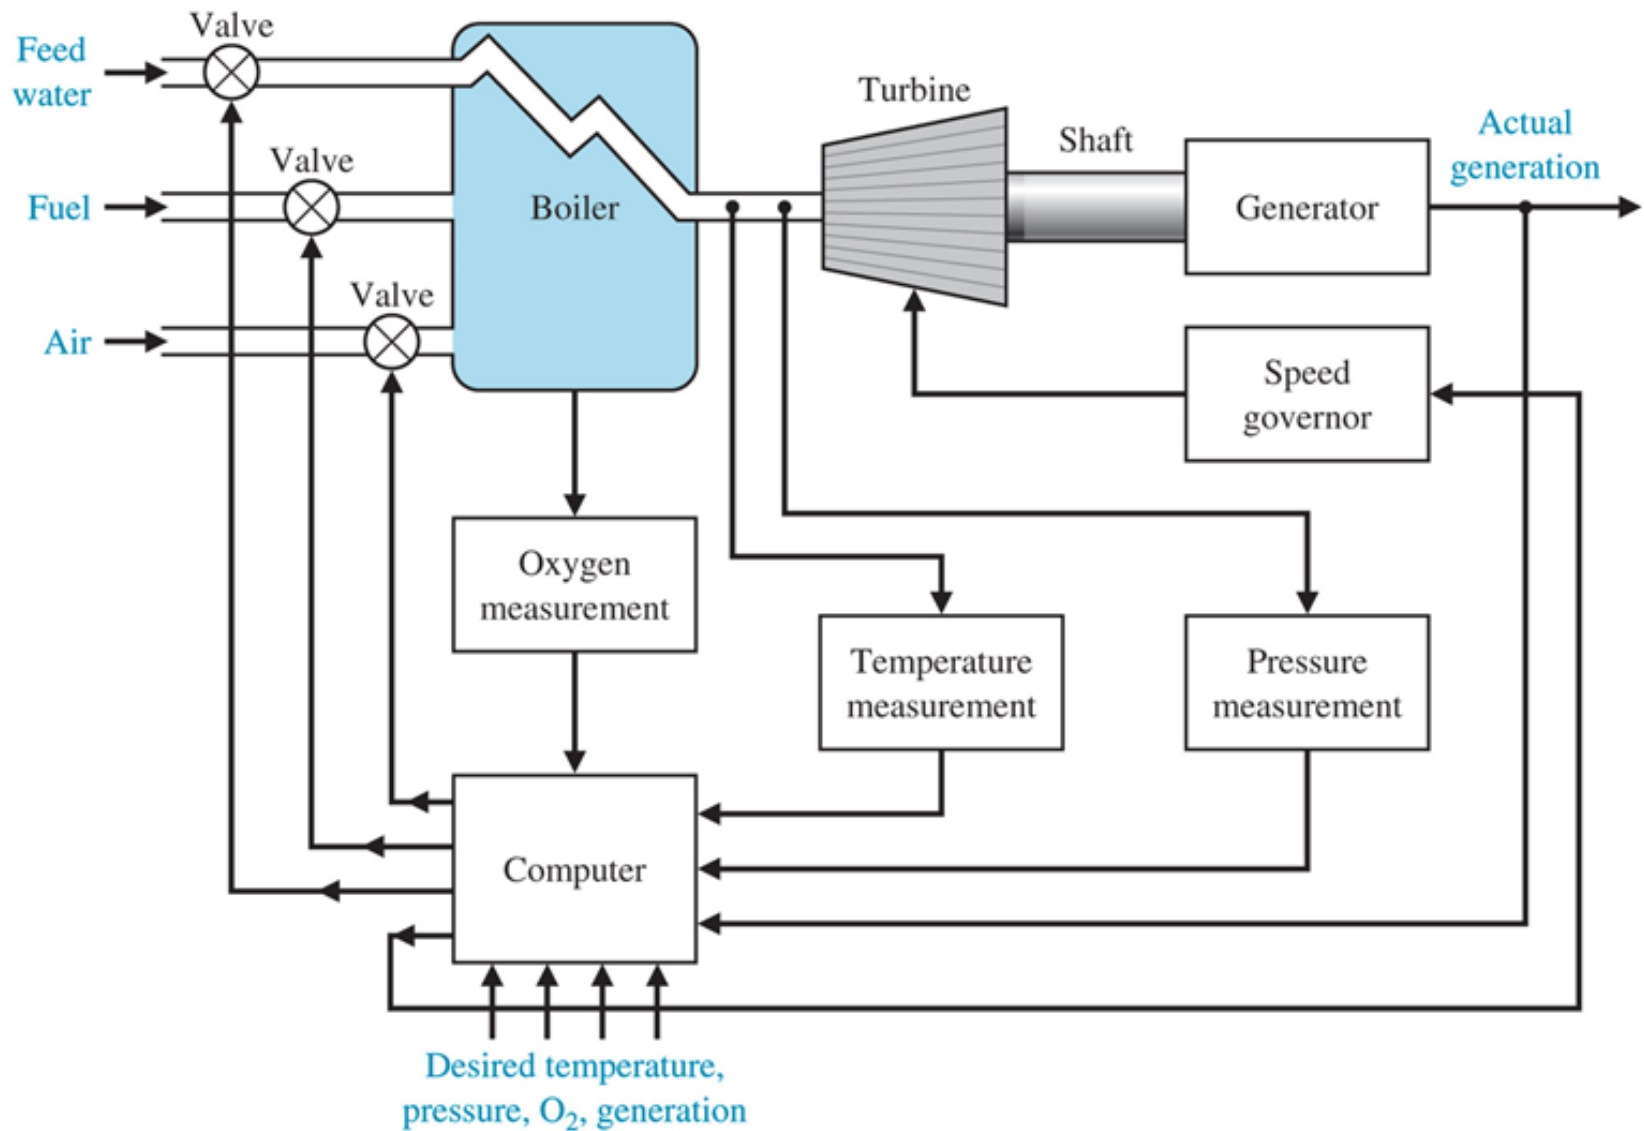 Valve
Feed
water
Valve
Fuel
Valve
Air
Boiler
Turbine
Shaft
Generator
Actual
generation
Speed
governor
Oxygen
measurement
Temperature
measurement
Pressure
measurement
Computer
Desired temperature,
pressure, O₂, generation